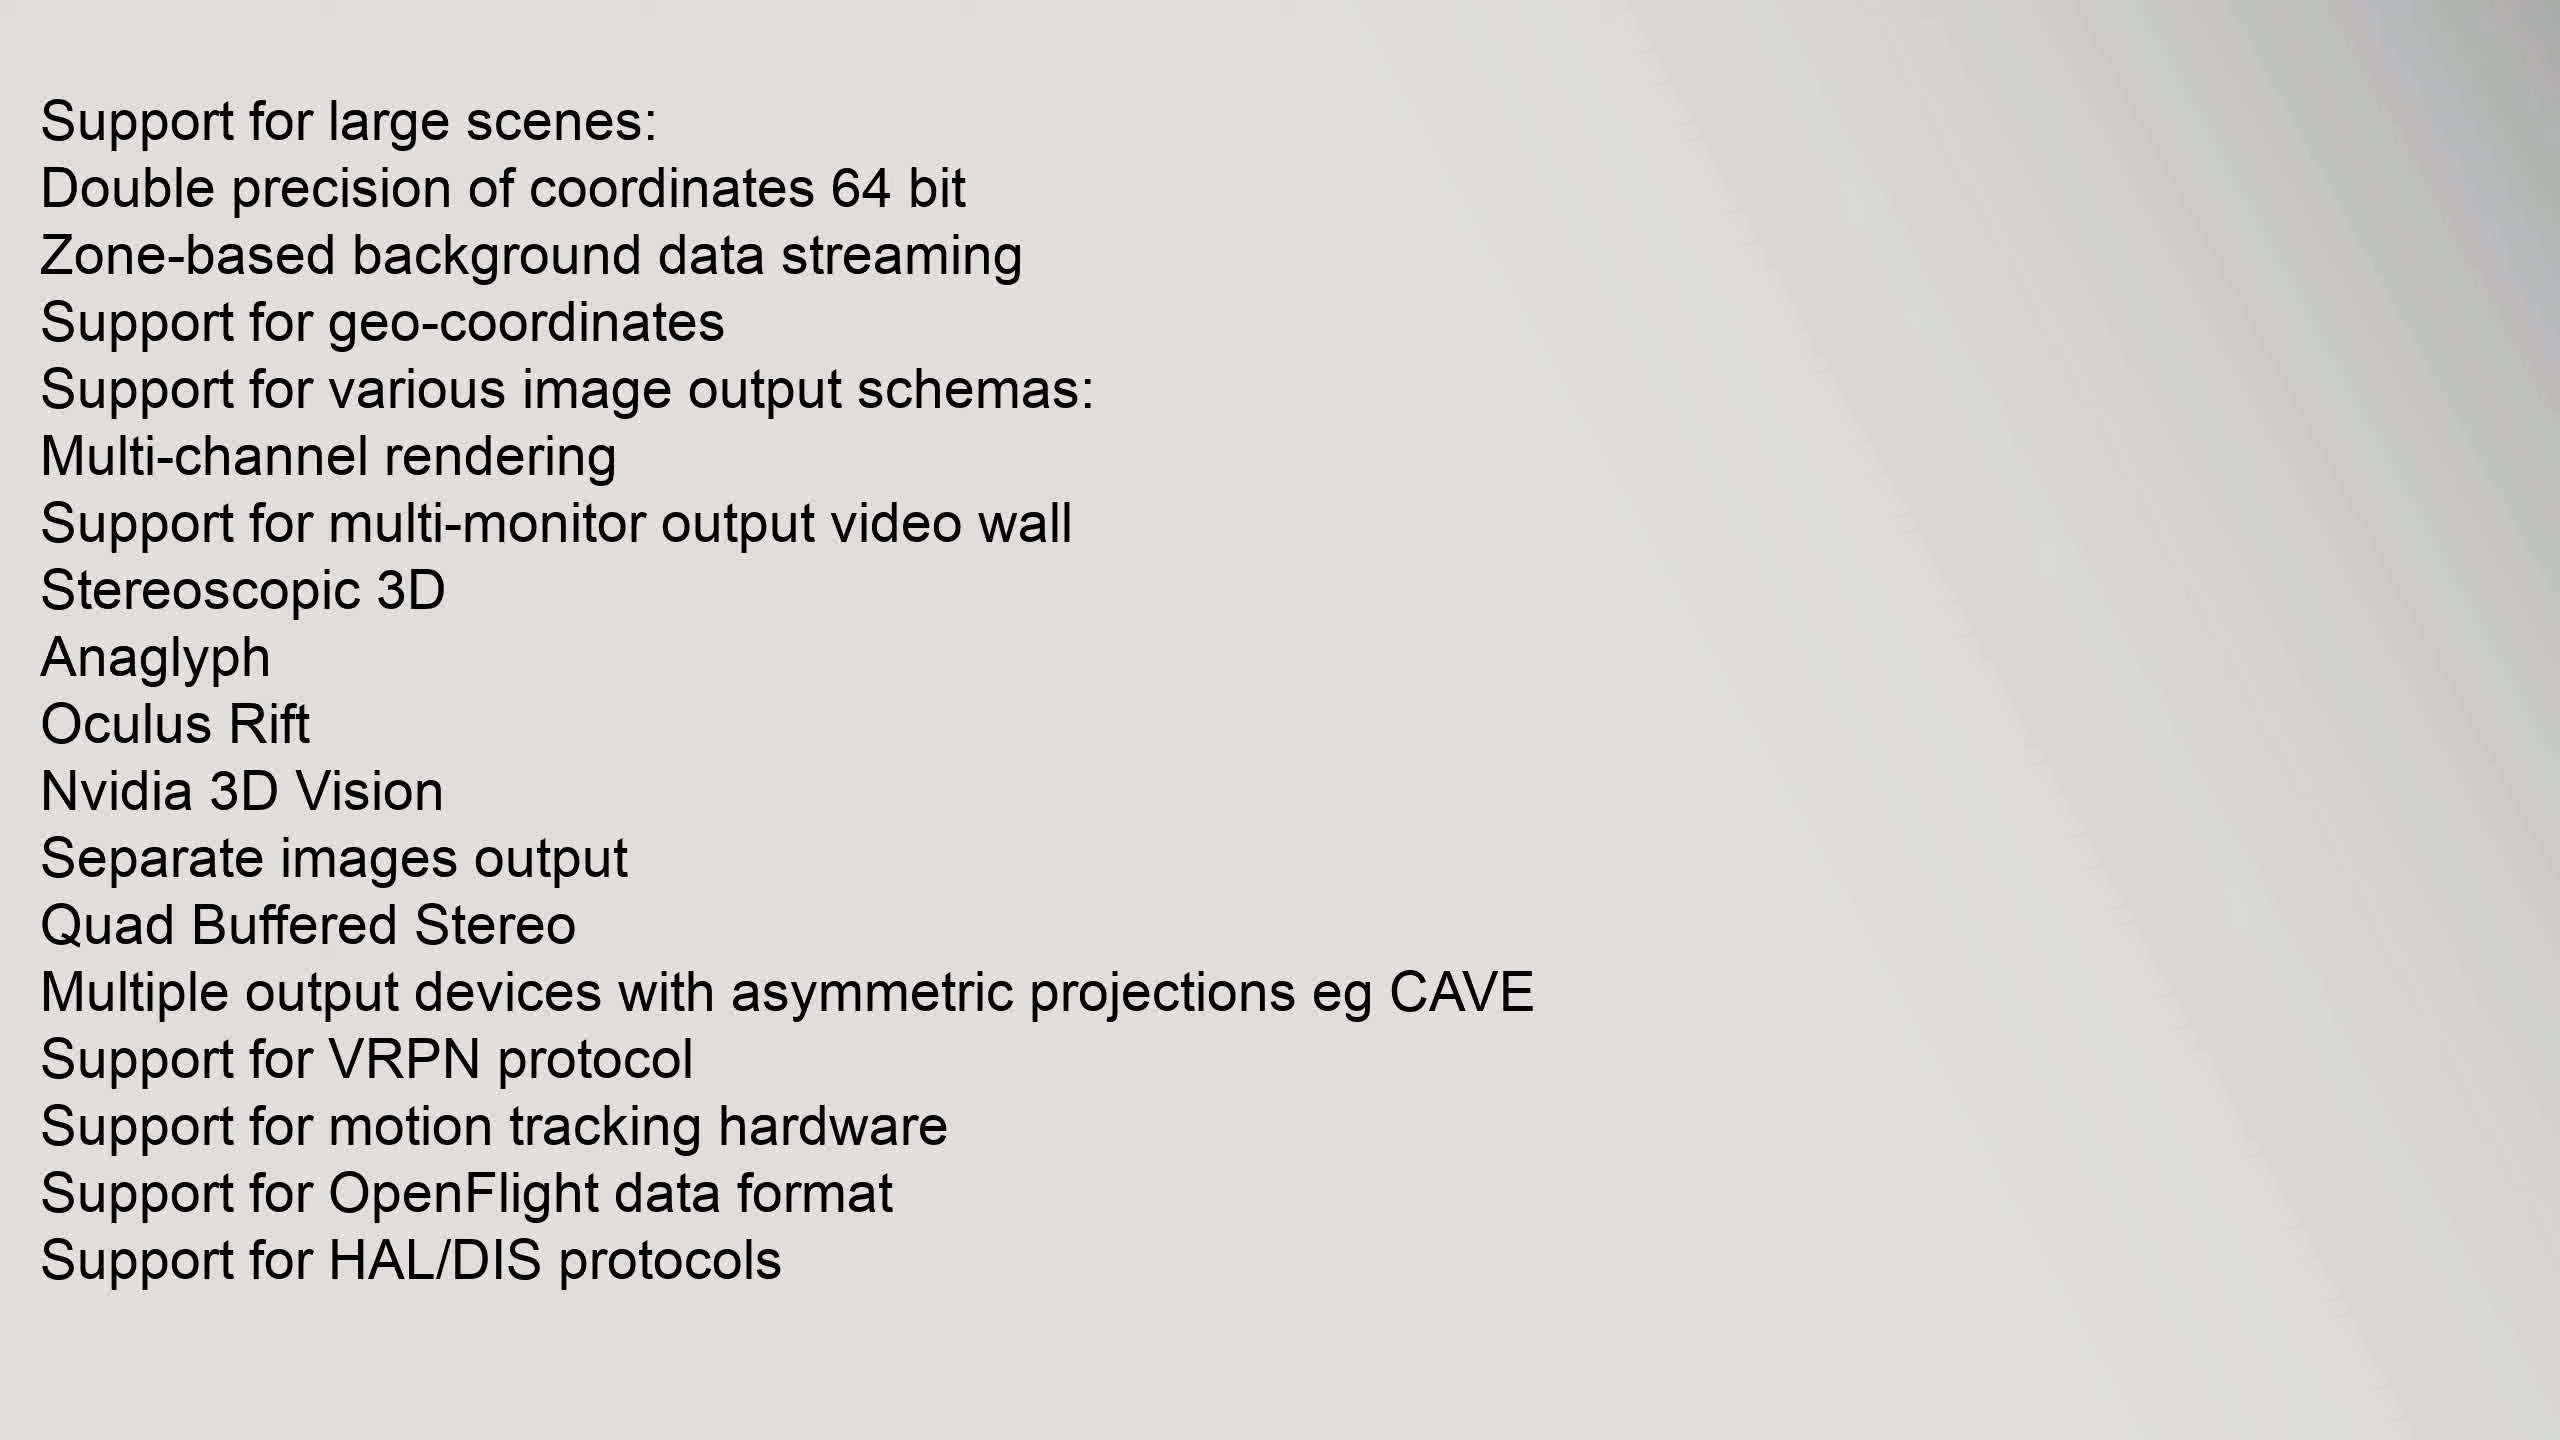 Support for large scenes:
Double precision of coordinates 64 bit
Zone-based background data streaming
Support for geo-coordinates
Support for various image output schemas:
Multi-channel rendering
Support for multi-monitor output video wall
Stereoscopic 3D
Anaglyph
Oculus Rift
Nvidia 3D Vision
Separate images output
Quad Buffered Stereo
Multiple output devices with asymmetric projections eg CAVE
Support for VRPN protocol
Support for motion tracking hardware
Support for OpenFlight data format
Support for HAL/DIS protocols